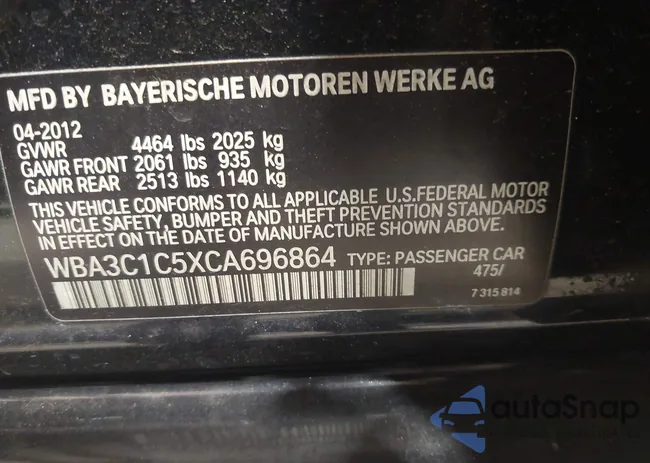 MFD BY BAYERISCHE MOTOREN WERKE AG
04-2012
GVWR 4464 lbs 2025 kg
GAWR FRONT 2061 lbs 935 kg
GAWR REAR 2513 lbs 1140 kg
THIS VEHICLE CONFORMS TO ALL APPLICABLE U.S.FEDERAL MOTOR
VEHICLE SAFETY, BUMPER AND THEFT PREVENTION STANDARDS
IN EFFECT ON THE DATE OF MANUFACTURE SHOWN ABOVE.
WBA3C1C5XCA696864 TYPE: PASSENGER CAR
475/
7 315 814
autoSnap